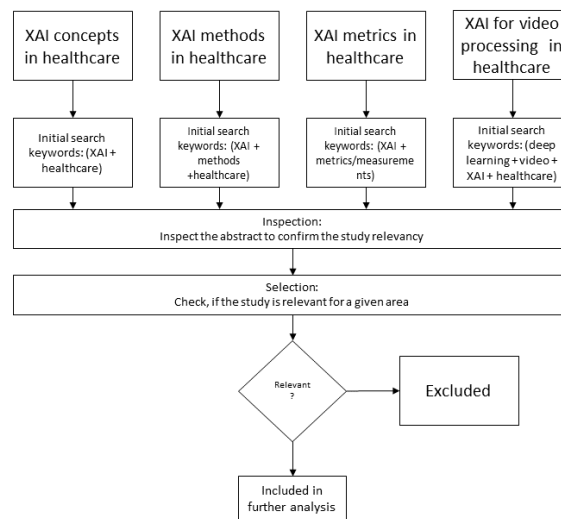 XAI concepts
in healthcare
XAI methods
in healthcare
XAI metrics in
healthcare
XAI for video
processing in
healthcare
Initial search
keywords: (XAI +
healthcare)
Initial search
keywords: (XAI +
methods
+healthcare)
Initial search
keywords: (XAI +
metrics/measureme
nts)
Initial search
keywords: (deep
learning+video+
XAI + healthcare)
Inspection:
Inspect the abstract to confirm the study relevancy
Selection:
Check, if the study is relevant for a given area
Relevant
?
Excluded
Included in
further analysis